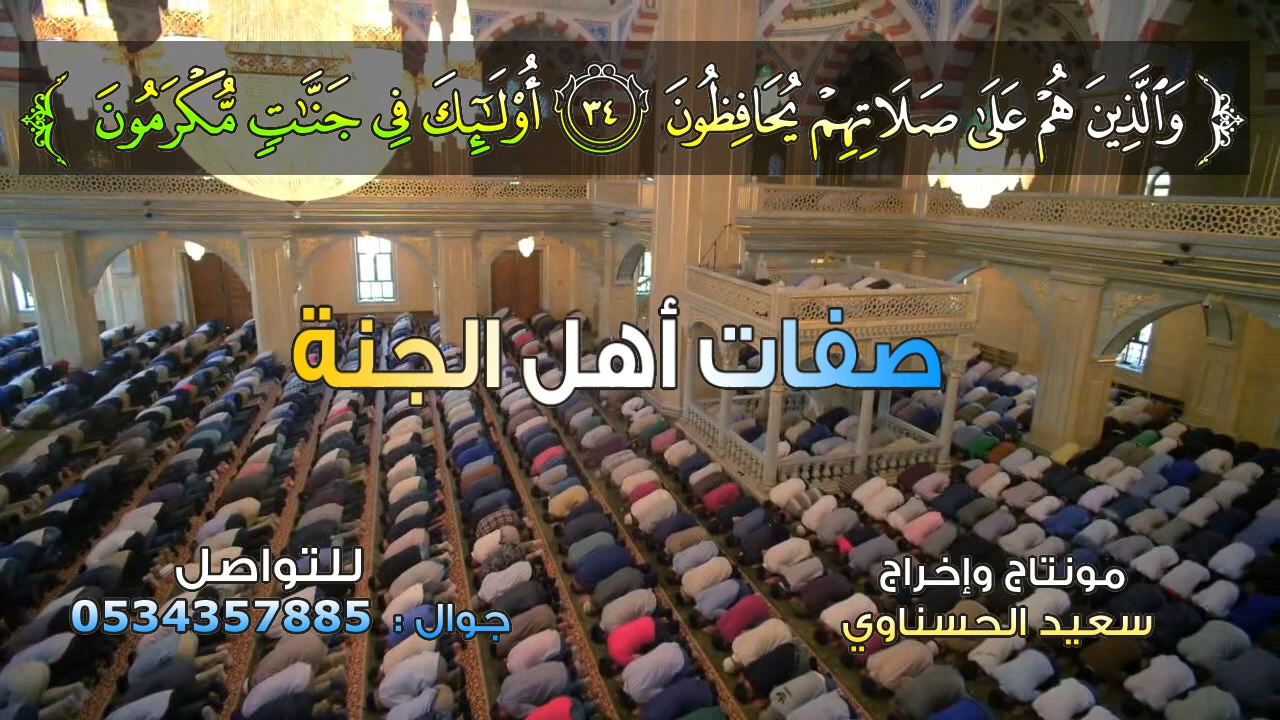 ﴿ وَٱلَّذِينَ هُمْ عَلَىٰ صَلَاتِهِمْ يُحَافِظُونَ ٣٤ أُوْلَـٰٓئِكَ فِي جَنَّـٰتٍ مُّكْرَمُونَ ﴾
صفات أهل الجنة
مونتاج وإخراج
سعيد الحسناوي
للتواصل
جوال : 0534357885